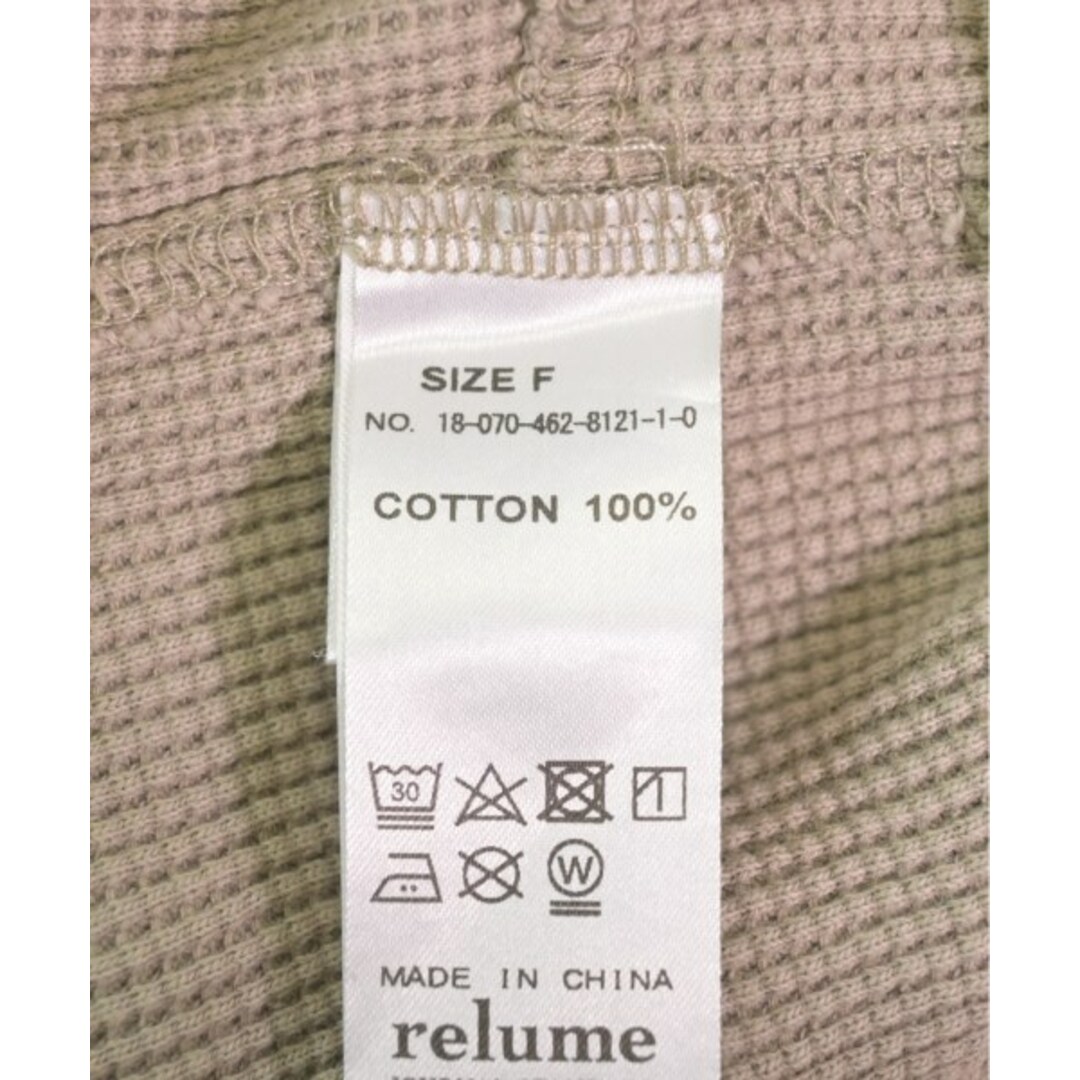 SIZE F
NO. 18-070-462-8121-1-0
COTTON 100%
30
W
MADE IN CHINA
relume